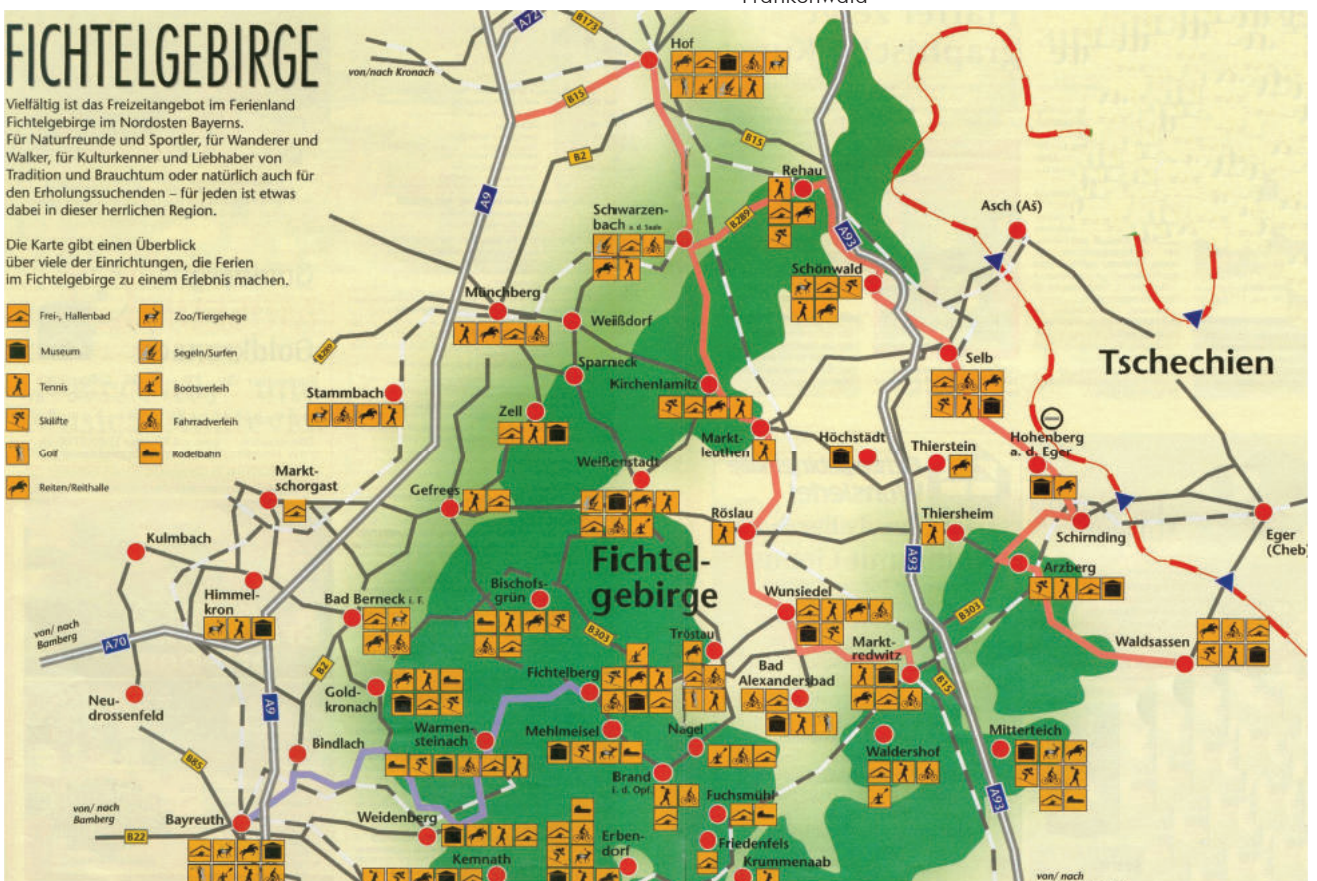 Frankenwald
FICHTELGEBIRGE
Vielfältig ist das Freizeitangebot im Ferienland
Fichtelgebirge im Nordosten Bayerns.
Für Naturfreunde und Sportler, für Wanderer und
Walker, für Kulturkenner und Liebhaber von
Tradition und Brauchtum oder natürlich auch für
den Erholungssuchenden – für jeden ist etwas
dabei in dieser herrlichen Region.
Die Karte gibt einen Überblick
über viele der Einrichtungen, die Ferien
im Fichtelgebirge zu einem Erlebnis machen.
Frei-, Hallenbad
Zoo/Tiergehege
Museum
Segeln/Surfen
Tennis
Bootsverleih
Skilifte
Fahrradverleih
Golf
Rodelbahn
Reiten/Reithalle
A72
B173
Hof
von/nach Kronach
B15
B2
B15
A9
Rehau
Schwarzen-
bach a. d. Saale
B289
A93
Asch (Aš)
Schönwald
Münchberg
Weißdorf
B289
Sparneck
Selb
Tschechien
Stammbach
Kirchenlamitz
Zell
Markt-
leuthen
Höchstädt
Thierstein
Hohenberg
a. d. Eger
Weißenstadt
Markt-
schorgast
Gefrees
Röslau
Thiersheim
Schirnding
Eger
(Cheb)
Kulmbach
A93
Fichtel-
gebirge
Arzberg
Himmel-
kron
Bad Berneck i. F.
Bischofs-
grün
Wunsiedel
B303
von/ nach
Bamberg
A70
B2
B303
Tröstau
Markt-
redwitz
Waldsassen
Neu-
drossenfeld
A9
Gold-
kronach
Fichtelberg
Bad
Alexandersbad
B15
Warmen-
steinach
Mehlmeisel
Nagel
Waldershof
Mitterteich
Bindlach
B85
Brand
i. d. Opf.
A93
von/ nach
Bamberg
B22
Bayreuth
Weidenberg
Fuchsmühl
Erben-
dorf
Friedenfels
Kemnath
Krummenaab
von/ nach